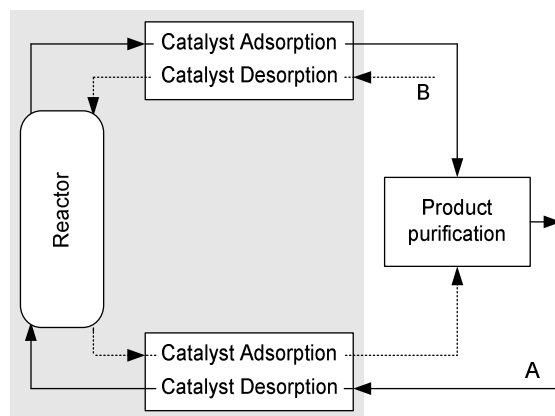 Catalyst Adsorption
Catalyst Desorption
B
Reactor
Product
purification
Catalyst Adsorption
Catalyst Desorption
A